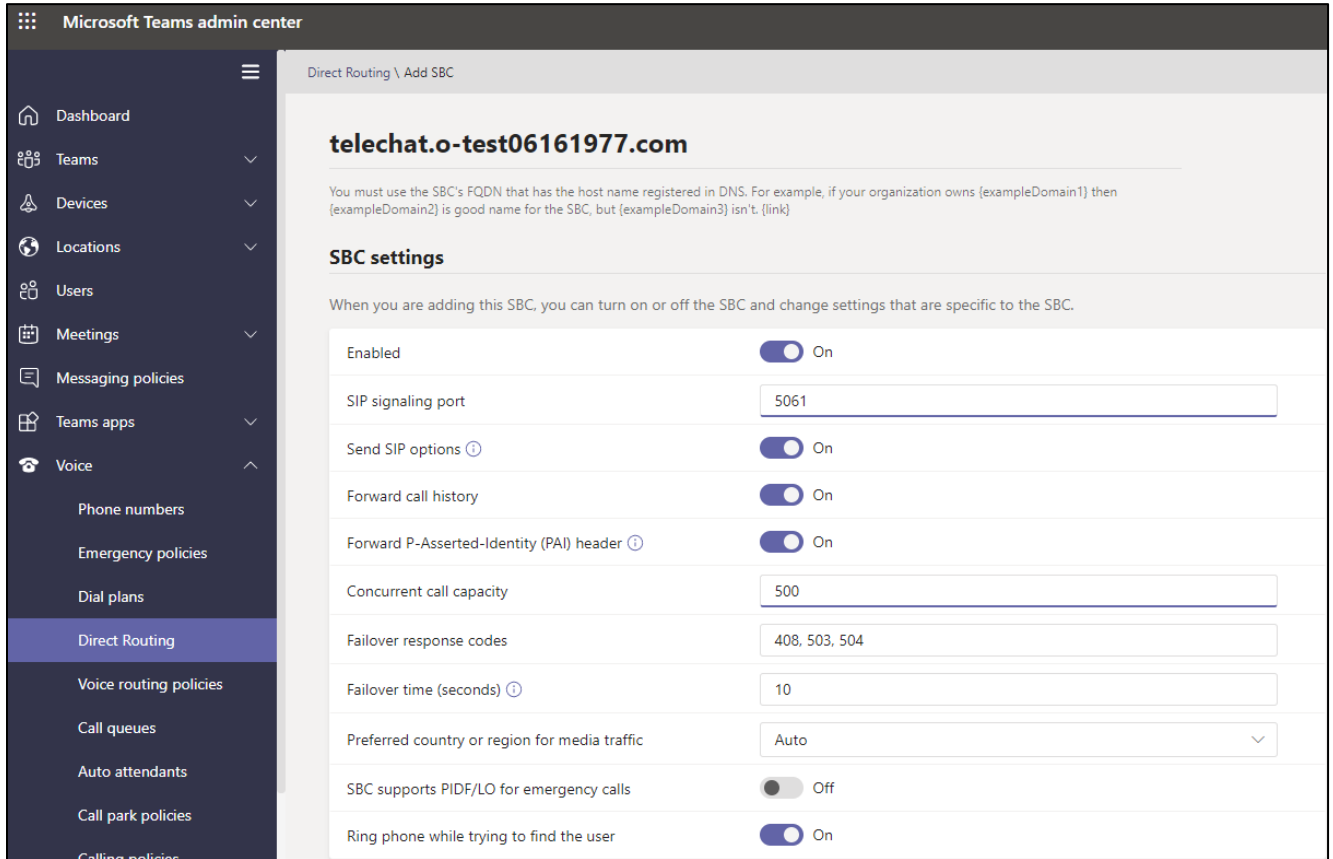 Microsoft Teams admin center
Dashboard
Teams
Devices
Locations
Users
Meetings
Messaging policies
Teams apps
Voice
Phone numbers
Emergency policies
Dial plans
Direct Routing
Voice routing policies
Call queues
Auto attendants
Call park policies
Calling policies
Direct Routing \ Add SBC
telechat.o-test06161977.com
You must use the SBC's FQDN that has the host name registered in DNS. For example, if your organization owns {exampleDomain1} then
{exampleDomain2} is good name for the SBC, but {exampleDomain3} isn't. {link}
SBC settings
When you are adding this SBC, you can turn on or off the SBC and change settings that are specific to the SBC.
Enabled On
SIP signaling port 5061
Send SIP options On
Forward call history On
Forward P-Asserted-Identity (PAI) header On
Concurrent call capacity 500
Failover response codes 408, 503, 504
Failover time (seconds) 10
Preferred country or region for media traffic Auto
SBC supports PIDF/LO for emergency calls Off
Ring phone while trying to find the user On